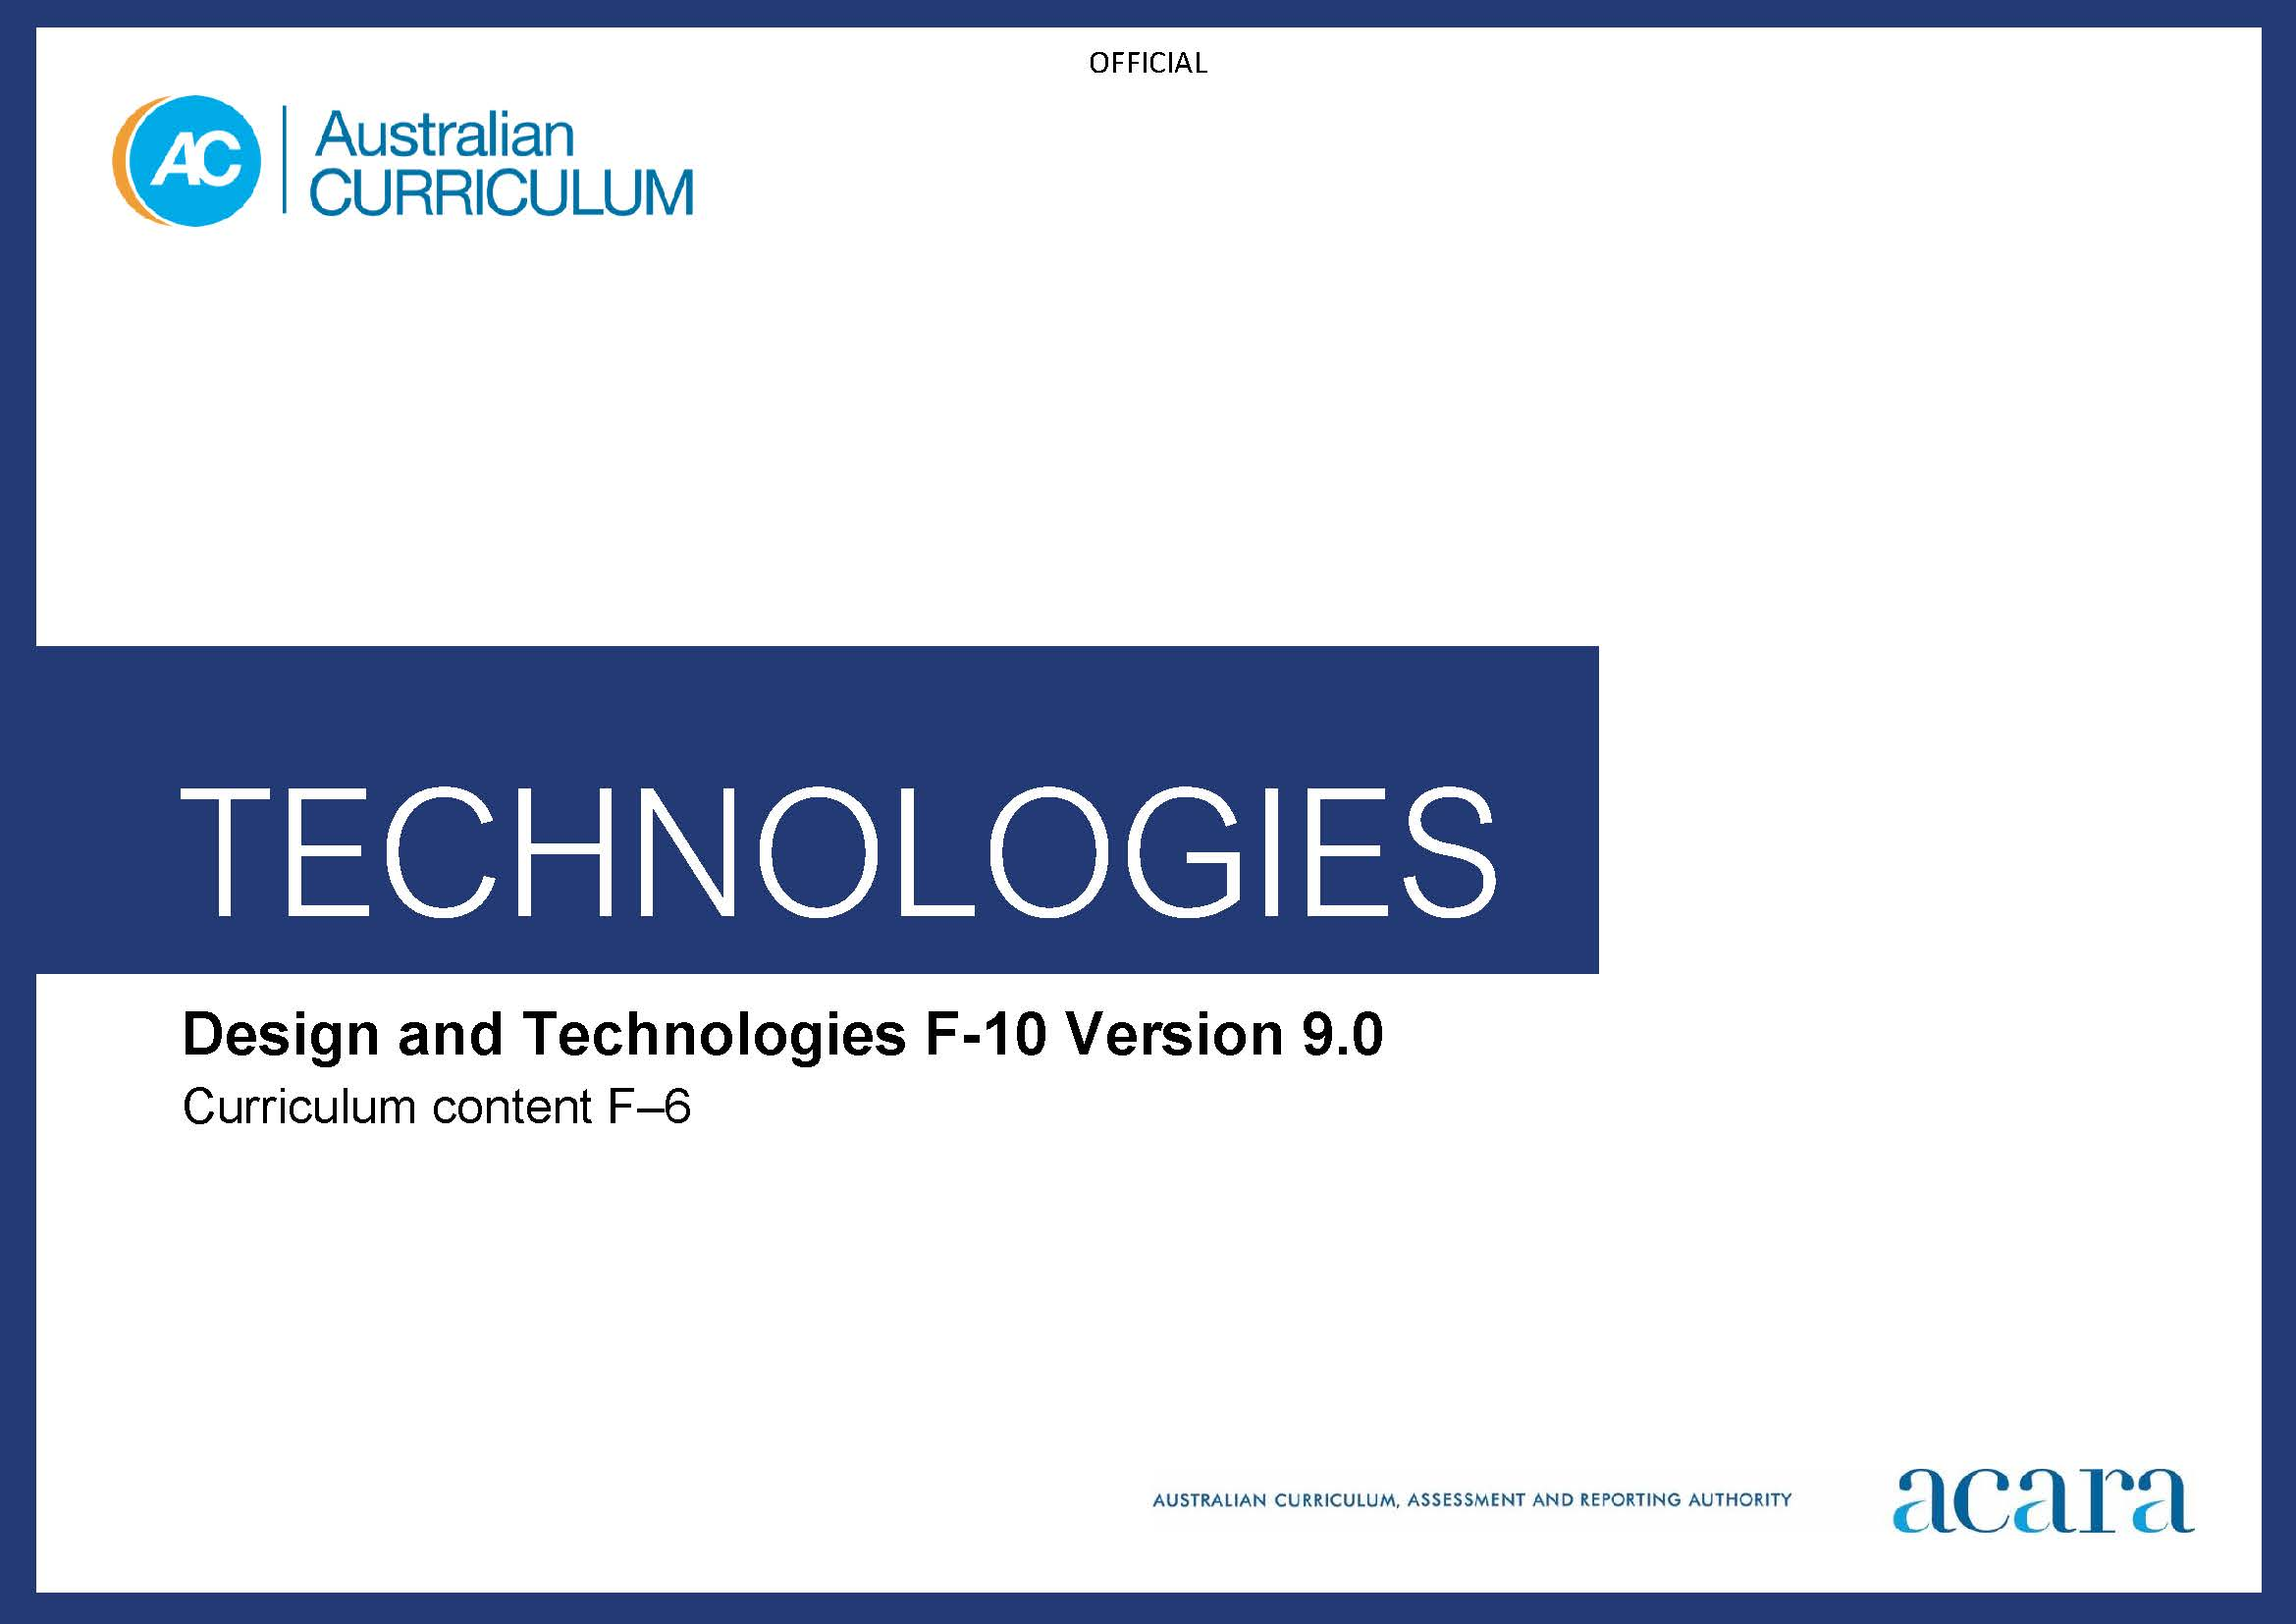 OFFICIAL
AC
Australian
CURRICULUM
TECHNOLOGIES
Design and Technologies F-10 Version 9.0
Curriculum content F–6
AUSTRALIAN CURRICULUM, ASSESSMENT AND REPORTING AUTHORITY
acara